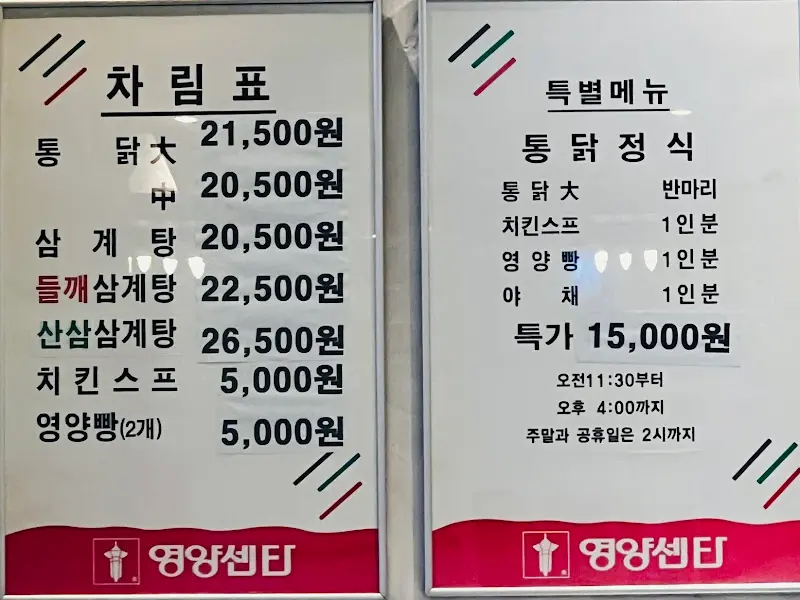 차림표
통 닭 大 21,500원
中 20,500원
삼 계 탕 20,500원
들깨삼계탕 22,500원
산삼삼계탕 26,500원
치킨스프 5,000원
영양빵(2개) 5,000원
영양센타
특별메뉴
통닭정식
통닭大 반마리
치킨스프 1인분
영양빵 1인분
야 채 1인분
특가 15,000원
오전11:30부터
오후 4:00까지
주말과 공휴일은 2시까지
영양센타